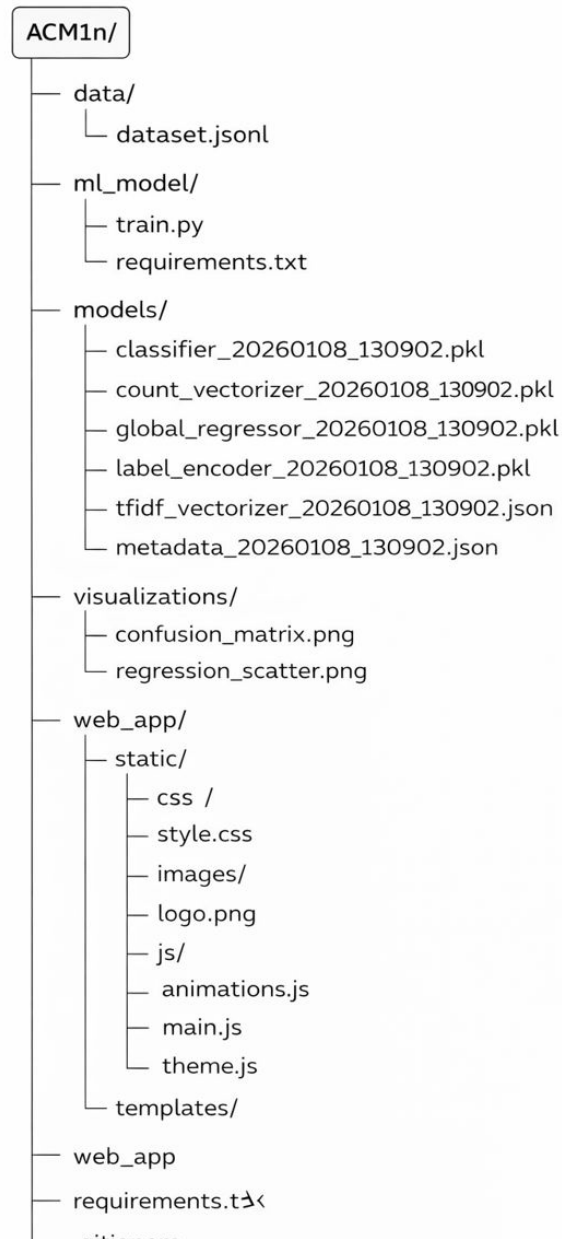 ACM1n/
data/
dataset.jsonl
ml_model/
train.py
requirements.txt
models/
classifier_20260108_130902.pkl
count_vectorizer_20260108_130902.pkl
global_regressor_20260108_130902.pkl
label_encoder_20260108_130902.pkl
tfidf_vectorizer_20260108_130902.json
metadata_20260108_130902.json
visualizations/
confusion_matrix.png
regression_scatter.png
web_app/
static/
css /
style.css
images/
logo.png
js/
animations.js
main.js
theme.js
templates/
web_app